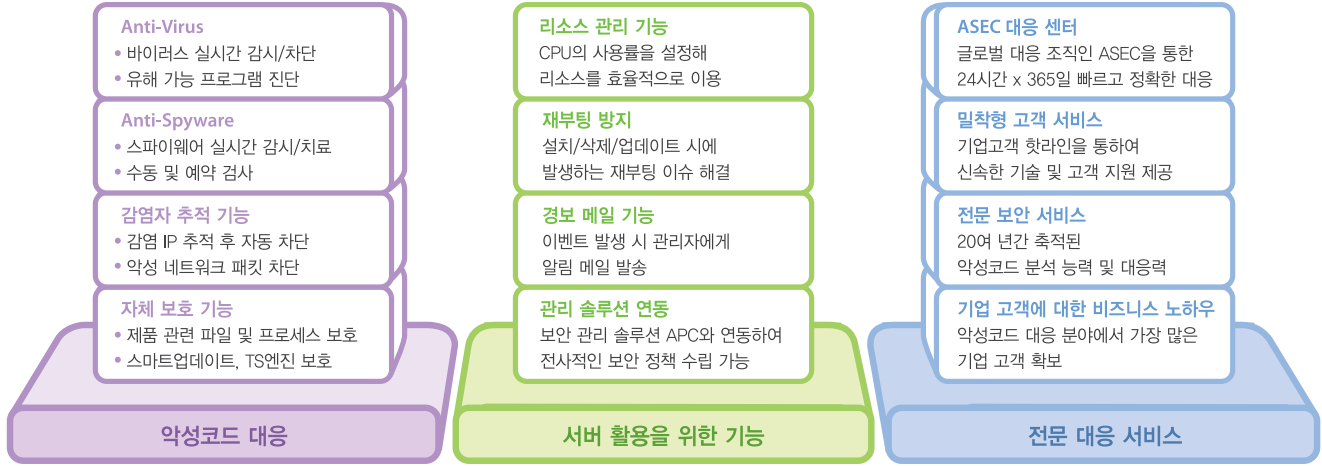 Anti-Virus
• 바이러스 실시간 감시/차단
• 유해 가능 프로그램 진단
Anti-Spyware
• 스파이웨어 실시간 감시/치료
• 수동 및 예약 검사
감염자 추적 기능
• 감염 IP 추적 후 자동 차단
• 악성 네트워크 패킷 차단
자체 보호 기능
• 제품 관련 파일 및 프로세스 보호
• 스마트업데이트, TS엔진 보호
악성코드 대응
리소스 관리 기능
CPU의 사용률을 설정해
리소스를 효율적으로 이용
재부팅 방지
설치/삭제/업데이트 시에
발생하는 재부팅 이슈 해결
경보 메일 기능
이벤트 발생 시 관리자에게
알림 메일 발송
관리 솔루션 연동
보안 관리 솔루션 APC와 연동하여
전사적인 보안 정책 수립 가능
서버 활용을 위한 기능
ASEC 대응 센터
글로벌 대응 조직인 ASEC을 통한
24시간 x 365일 빠르고 정확한 대응
밀착형 고객 서비스
기업고객 핫라인을 통하여
신속한 기술 및 고객 지원 제공
전문 보안 서비스
20여 년간 축적된
악성코드 분석 능력 및 대응력
기업 고객에 대한 비즈니스 노하우
악성코드 대응 분야에서 가장 많은
기업 고객 확보
전문 대응 서비스